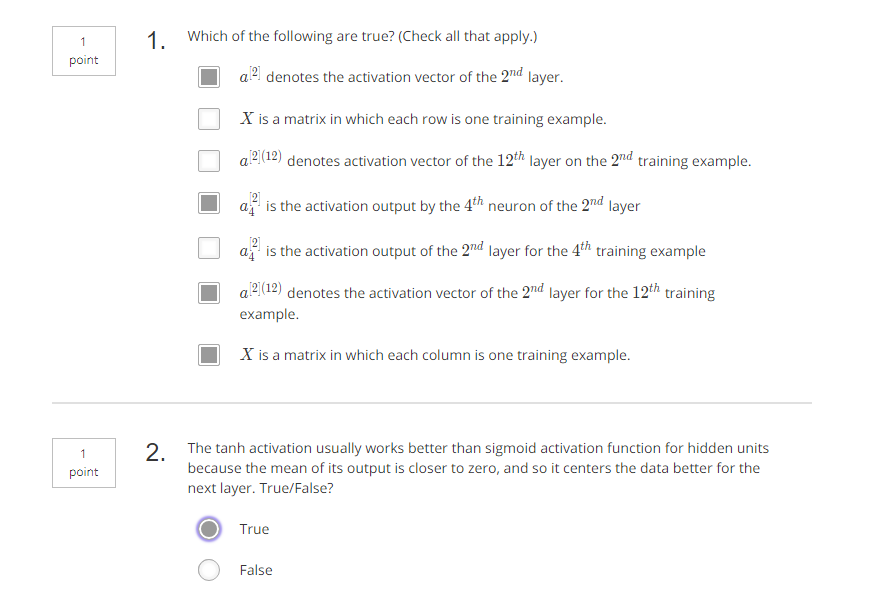 1
point
1. Which of the following are true? (Check all that apply.)
a^[2] denotes the activation vector of the 2^nd layer.
X is a matrix in which each row is one training example.
a^[2](12) denotes activation vector of the 12^th layer on the 2^nd training example.
a_4^[2] is the activation output by the 4^th neuron of the 2^nd layer
a_4^[2] is the activation output of the 2^nd layer for the 4^th training example
a^[2](12) denotes the activation vector of the 2^nd layer for the 12^th training
example.
X is a matrix in which each column is one training example.
1
point
2. The tanh activation usually works better than sigmoid activation function for hidden units
because the mean of its output is closer to zero, and so it centers the data better for the
next layer. True/False?
True
False